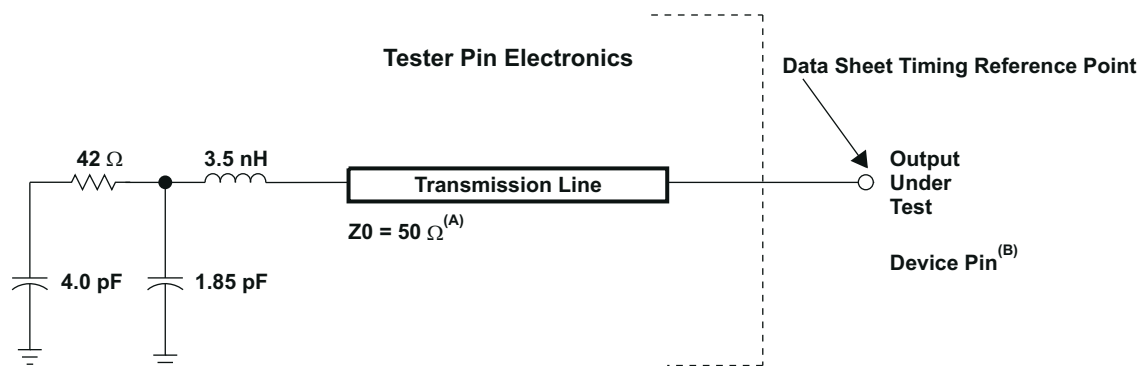 Tester Pin Electronics
Data Sheet Timing Reference Point
42 Ω
3.5 nH
Transmission Line
Output
Under
Test
Z0 = 50 Ω(A)
Device Pin(B)
4.0 pF
1.85 pF